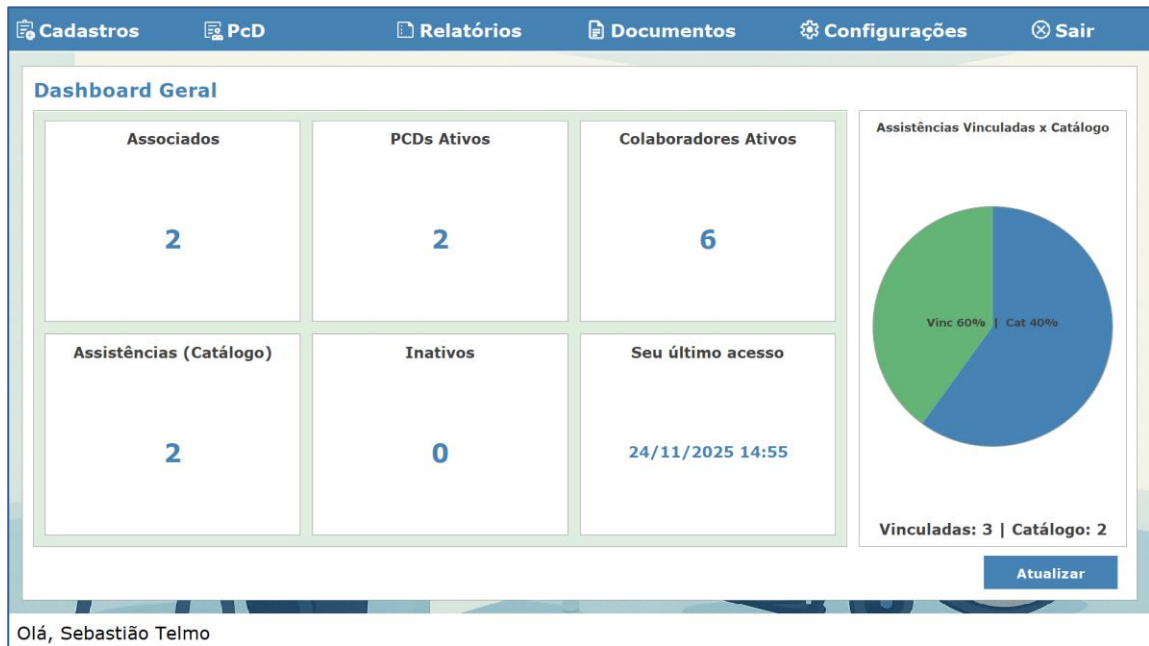 Cadastros PcD Relatórios Documentos Configurações Sair
Dashboard Geral
Associados
2
PCDs Ativos
2
Colaboradores Ativos
6
Assistências (Catálogo)
2
Inativos
0
Seu último acesso
24/11/2025 14:55
Assistências Vinculadas x Catálogo
Vinc 60% | Cat 40%
Vinculadas: 3 | Catálogo: 2
Atualizar
Olá, Sebastião Telmo